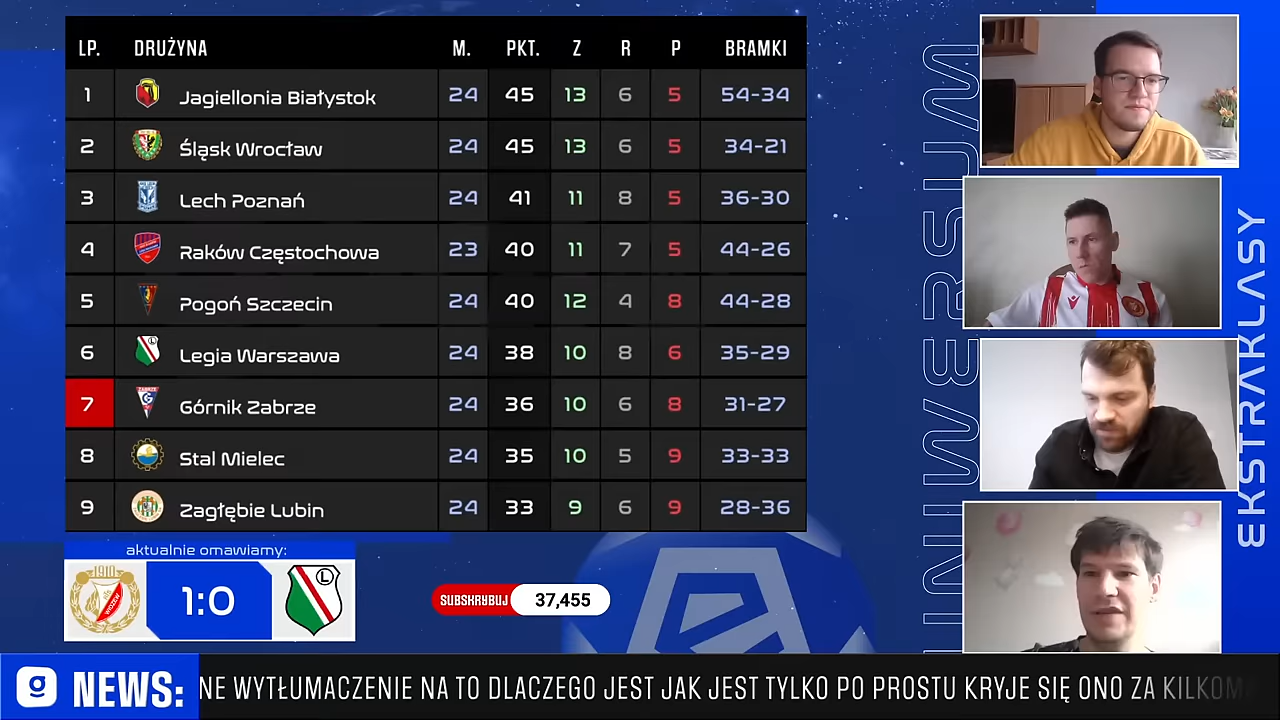 LP. DRUŻYNA M. PKT. Z R P BRAMKI
1 Jagiellonia Białystok 24 45 13 6 5 54-34
2 Śląsk Wrocław 24 45 13 6 5 34-21
3 Lech Poznań 24 41 11 8 5 36-30
4 Raków Częstochowa 23 40 11 7 5 44-26
5 Pogoń Szczecin 24 40 12 4 8 44-28
6 Legia Warszawa 24 38 10 8 6 35-29
7 Górnik Zabrze 24 36 10 6 8 31-27
8 Stal Mielec 24 35 10 5 9 33-33
9 Zagłębie Lubin 24 33 9 6 9 28-36
aktualnie omawiamy:
1910
WIDZEW
1:0
L
SUBSKRYBUJ 37,455
UNIWERSUM
EKSTRAKLASY
g NEWS: NE WYTŁUMACZENIE NA TO DLACZEGO JEST JAK JEST TYLKO PO PROSTU KRYJE SIĘ ONO ZA KILKOM